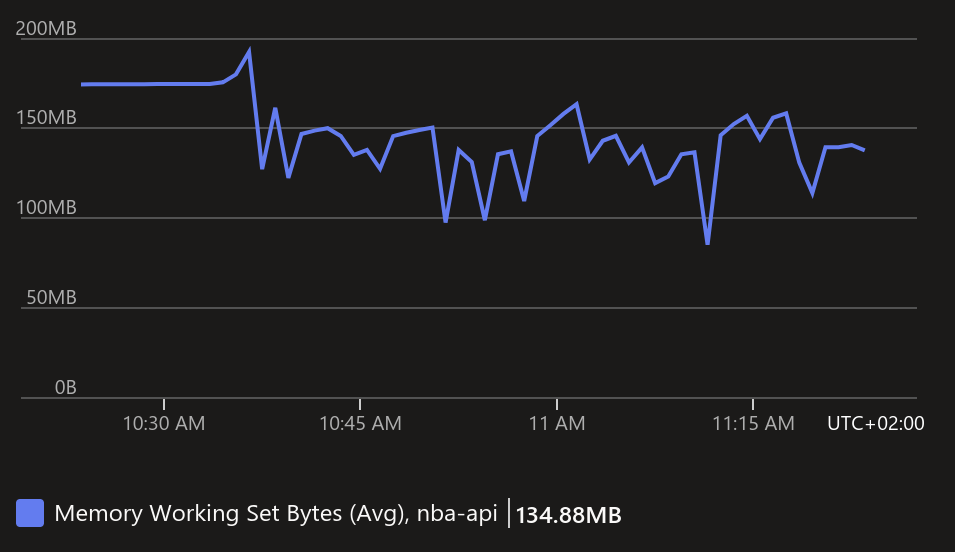 200MB
150MB
100MB
50MB
0B
10:30 AM 10:45 AM 11 AM 11:15 AM UTC+02:00
Memory Working Set Bytes (Avg), nba-api 134.88MB